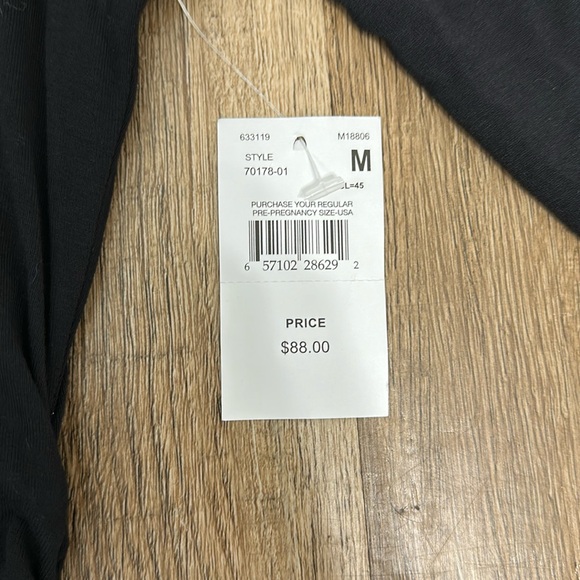 633119 M18806
STYLE M
70178-01
=45
PURCHASE YOUR REGULAR
PRE-PREGNANCY SIZE-USA
6 57102 28629 2
PRICE
$88.00